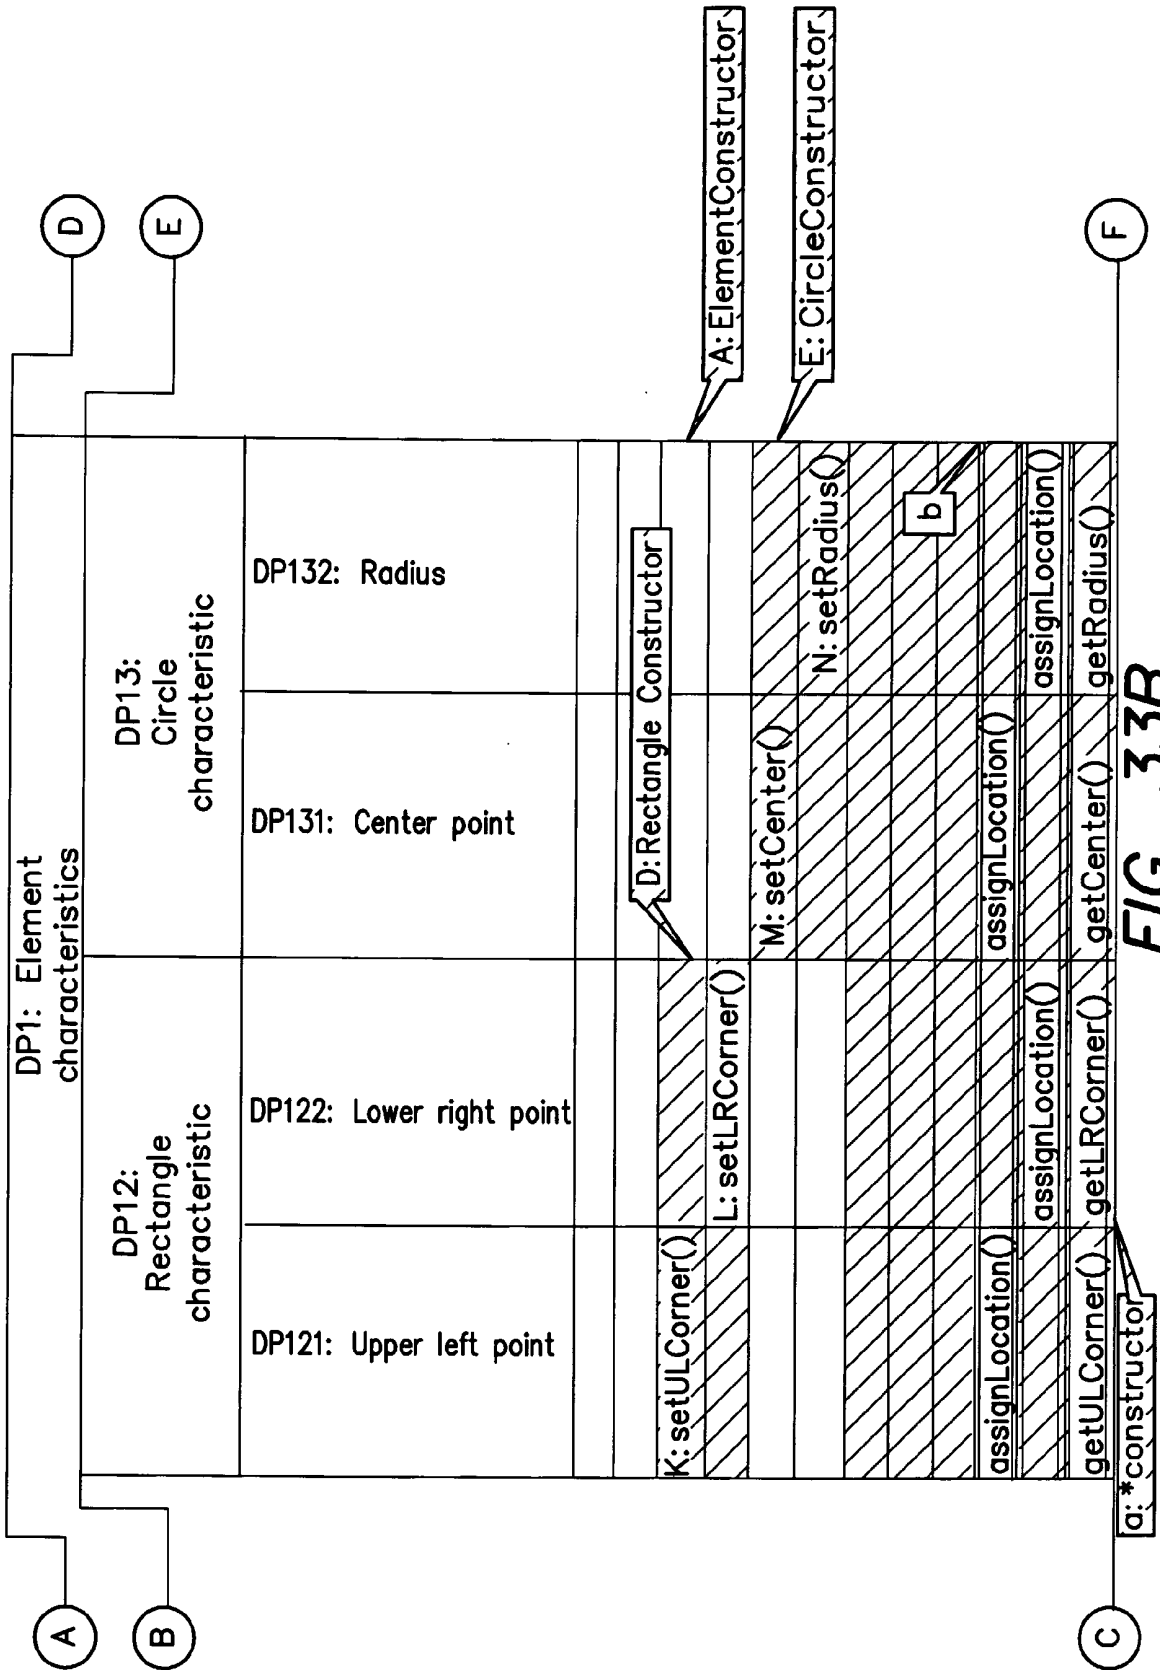 A
B
C
D
E
F
DP1: Element
characteristics
DP12:
Rectangle
characteristic
DP13:
Circle
characteristic
DP121: Upper left point
DP122: Lower right point
DP131: Center point
DP132: Radius
D:Rectangle Constructor
K:setULCorner()
A:ElementConstructor
L:setLRCorner()
M:setCenter()
E:CircleConstructor
N:setRadius()
b
assignLocation()
assignLocation()
assignLocation()
assignLocation()
getULCorner()
getLRCorner()
getCenter()
getRadius()
a:*constructor
FIG. 33B